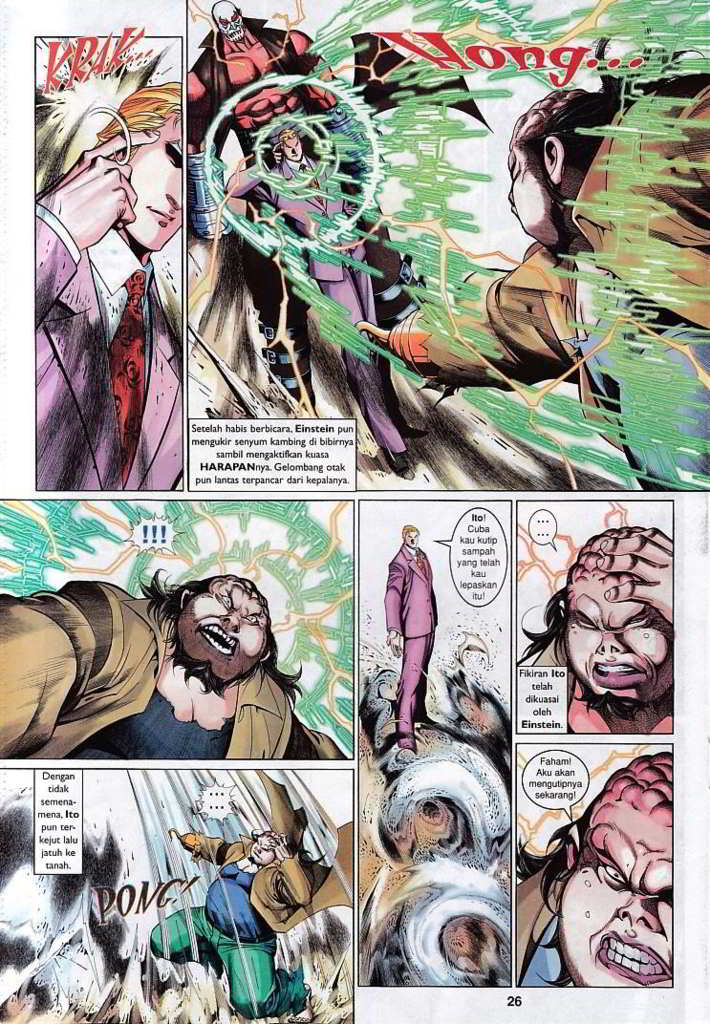 KRAK...
Hong...
Setelah habis berbicara, Einstein pun
mengukir senyum kambing di bibirnya
sambil mengaktifkan kuasa
HARAPANnya. Gelombang otak
pun lantas terpancar dari kepalanya.
!!!
Ito!
Cuba
kau kutip
sampah
yang telah
kau
lepaskan
itu!
...
...
Fikiran Ito
telah
dikuasai
oleh
Einstein.
Dengan
tidak
semena-
mena, Ito
pun ter-
kejut lalu
jatuh ke
tanah.
...
...
PONG!
Faham!
Aku akan
mengutipnya
sekarang!
26